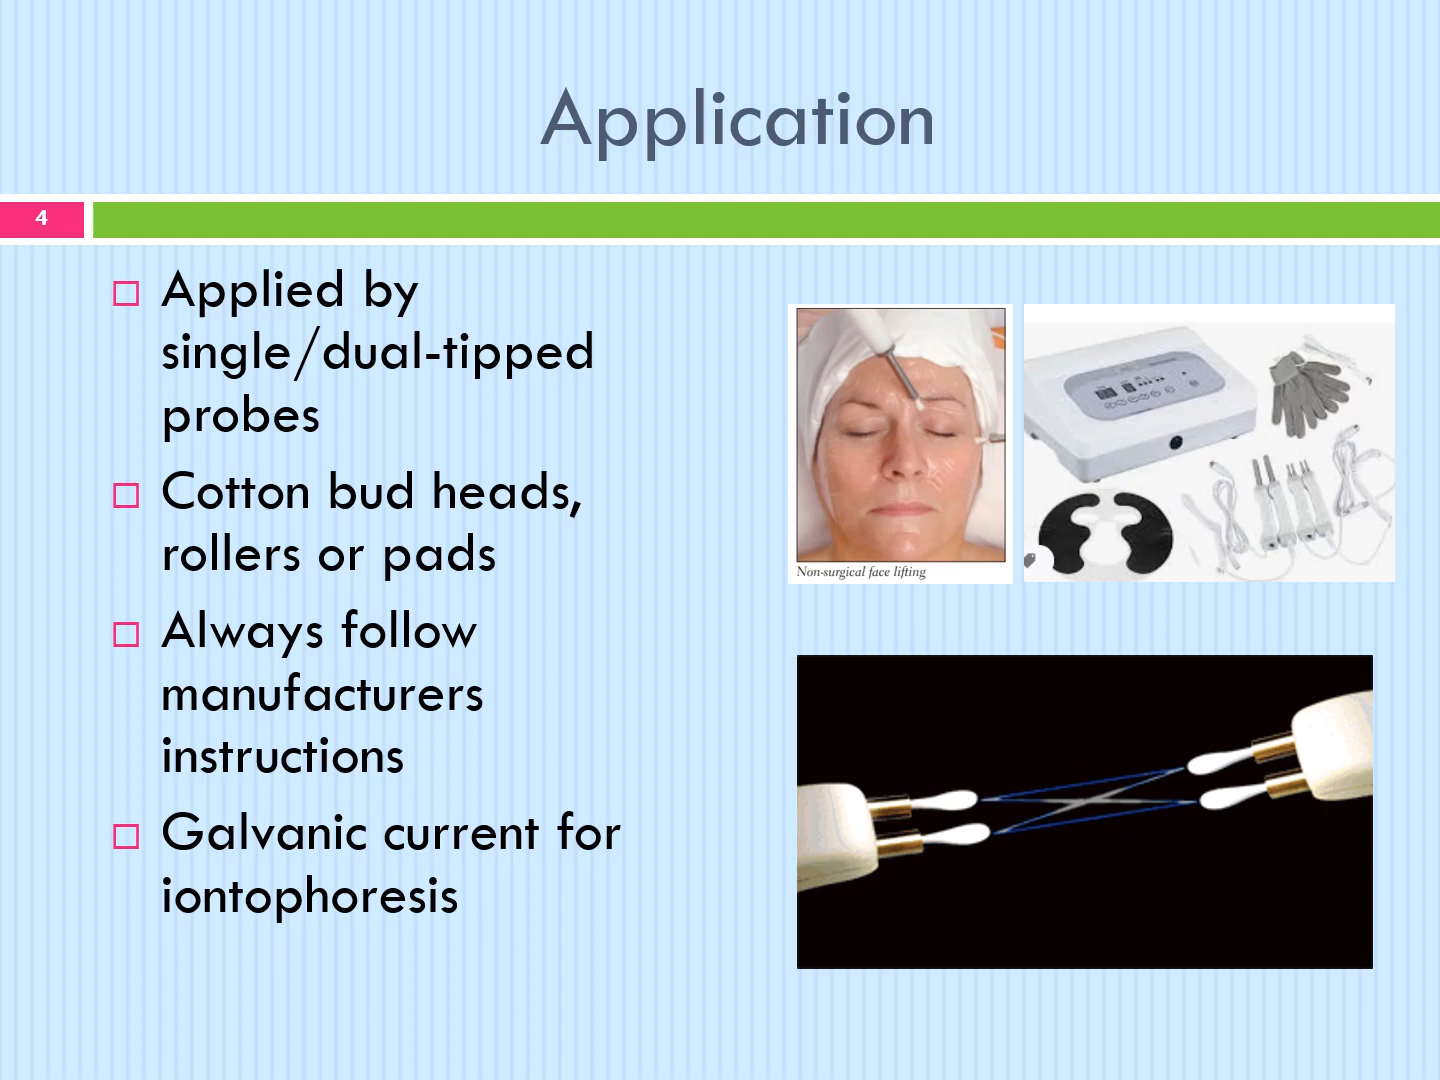 Application
4
Applied by
single/dual-tipped
probes
Cotton bud heads,
rollers or pads
Always follow
manufacturers
instructions
Galvanic current for
iontophoresis
Non-surgical face lifting